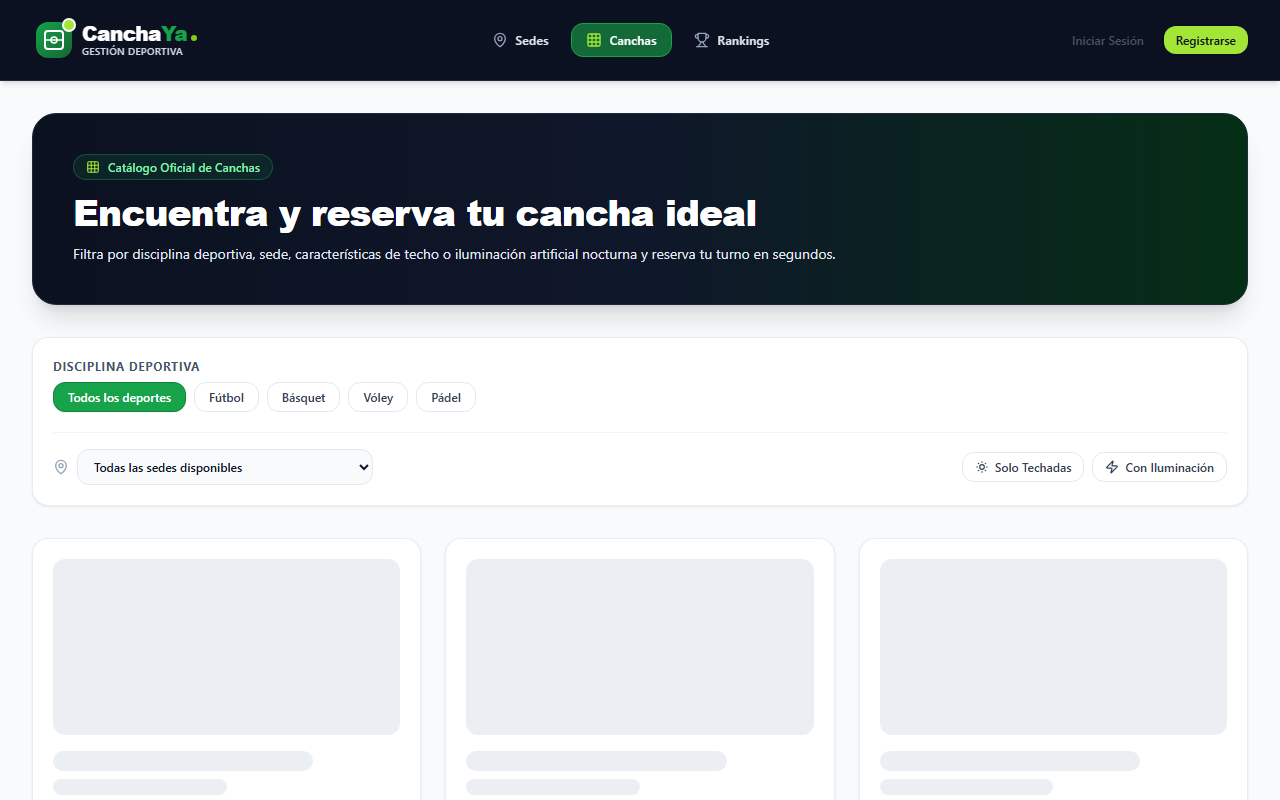 CanchaYa
GESTIÓN DEPORTIVA
Sedes
Canchas
Rankings
Iniciar Sesión
Registrarse
Catálogo Oficial de Canchas
Encuentra y reserva tu cancha ideal
Filtra por disciplina deportiva, sede, características de techo o iluminación artificial nocturna y reserva tu turno en segundos.
DISCIPLINA DEPORTIVA
Todos los deportes
Fútbol
Básquet
Vóley
Pádel
Todas las sedes disponibles
Solo Techadas
Con Iluminación